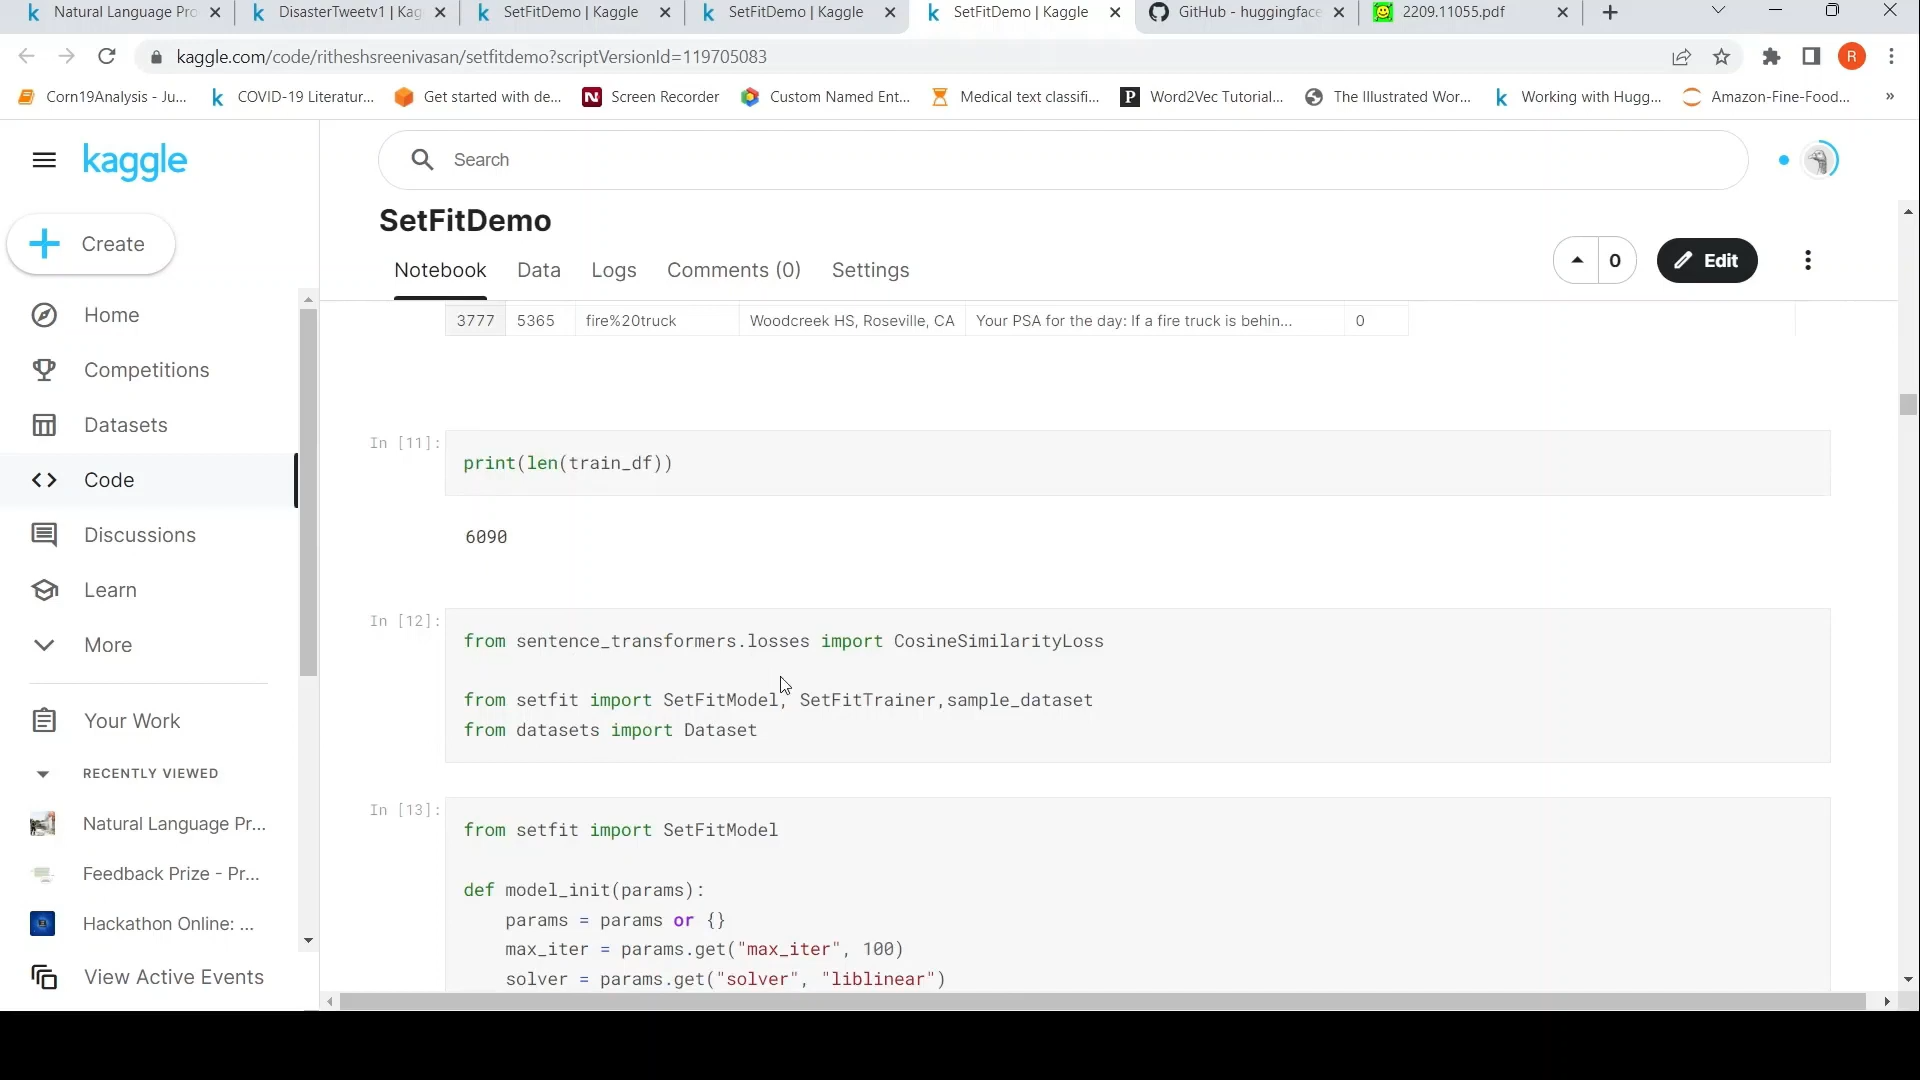 Natural Language Pro
DisasterTweetv1 | Kag
SetFitDemo | Kaggle
SetFitDemo | Kaggle
SetFitDemo | Kaggle
GitHub - huggingface
2209.11055.pdf
kaggle.com/code/ritheshsreenivasan/setfitdemo?scriptVersionId=119705083
R
Corn19Analysis - Ju...
COVID-19 Literatur...
Get started with de...
Screen Recorder
Custom Named Ent...
Medical text classifi...
Word2Vec Tutorial...
The Illustrated Wor...
Working with Hugg...
Amazon-Fine-Food...
»
kaggle
Search
Create
Home
Competitions
Datasets
Code
Discussions
Learn
More
Your Work
RECENTLY VIEWED
Natural Language Pr...
Feedback Prize - Pr...
Hackathon Online: ...
View Active Events
SetFitDemo
Notebook Data Logs Comments (0) Settings
0
Edit
3777 5365 fire%20truck Woodcreek HS, Roseville, CA Your PSA for the day: If a fire truck is behin... 0
In [11]:
print(len(train_df))
6090
In [12]:
from sentence_transformers.losses import CosineSimilarityLoss
from setfit import SetFitModel, SetFitTrainer,sample_dataset
from datasets import Dataset
In [13]:
from setfit import SetFitModel
def model_init(params):
params = params or {}
max_iter = params.get("max_iter", 100)
solver = params.get("solver", "liblinear")